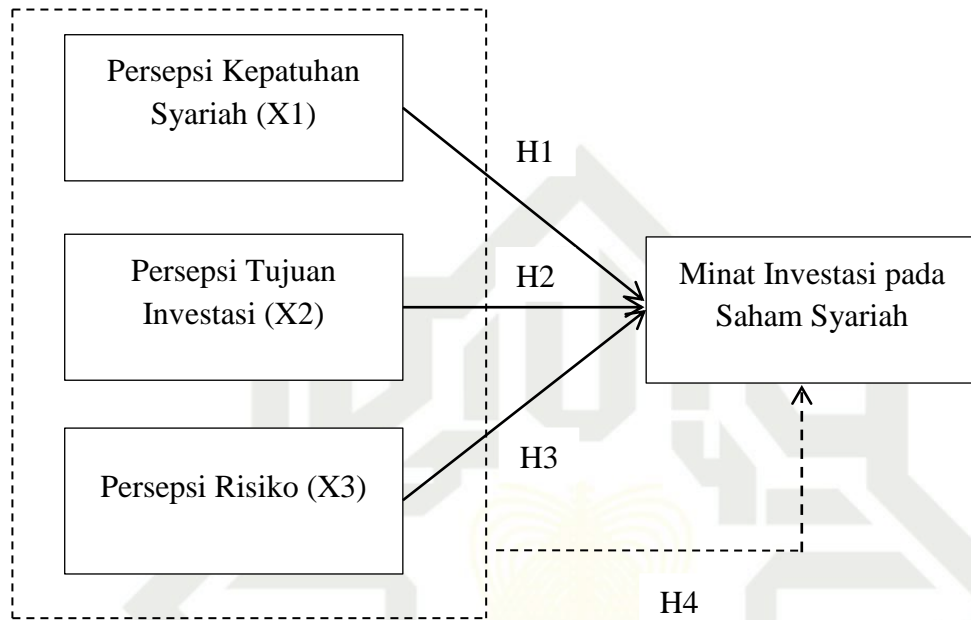 Persepsi Kepatuhan
Syariah (X1)
H1
Persepsi Tujuan
Investasi (X2)
H2
Minat Investasi pada
Saham Syariah
Persepsi Risiko (X3)
H3
H4